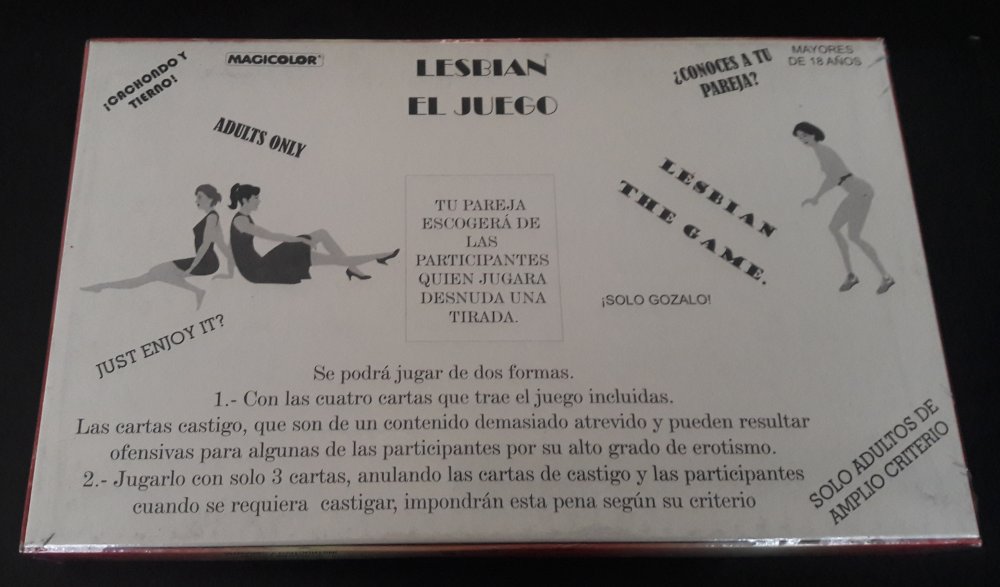 ¡CACHONDO Y
TIERNO!
MAGICOLOR®
LESBIAN
EL JUEGO
¿CONOCES A TU
PAREJA?
MAYORES
DE 18 AÑOS
ADULTS ONLY
LESBIAN
THE GAME.
TU PAREJA
ESCOGERÁ DE
LAS
PARTICIPANTES
QUIEN JUGARA
DESNUDA UNA
TIRADA.
¡SOLO GOZALO!
JUST ENJOY IT?
Se podrá jugar de dos formas.
1.- Con las cuatro cartas que trae el juego incluidas.
Las cartas castigo, que son de un contenido demasiado atrevido y pueden resultar
ofensivas para algunas de las participantes por su alto grado de erotismo.
2.- Jugarlo con solo 3 cartas, anulando las cartas de castigo y las participantes
cuando se requiera castigar, impondrán esta pena según su criterio
SOLO ADULTOS DE
AMPLIO CRITERIO